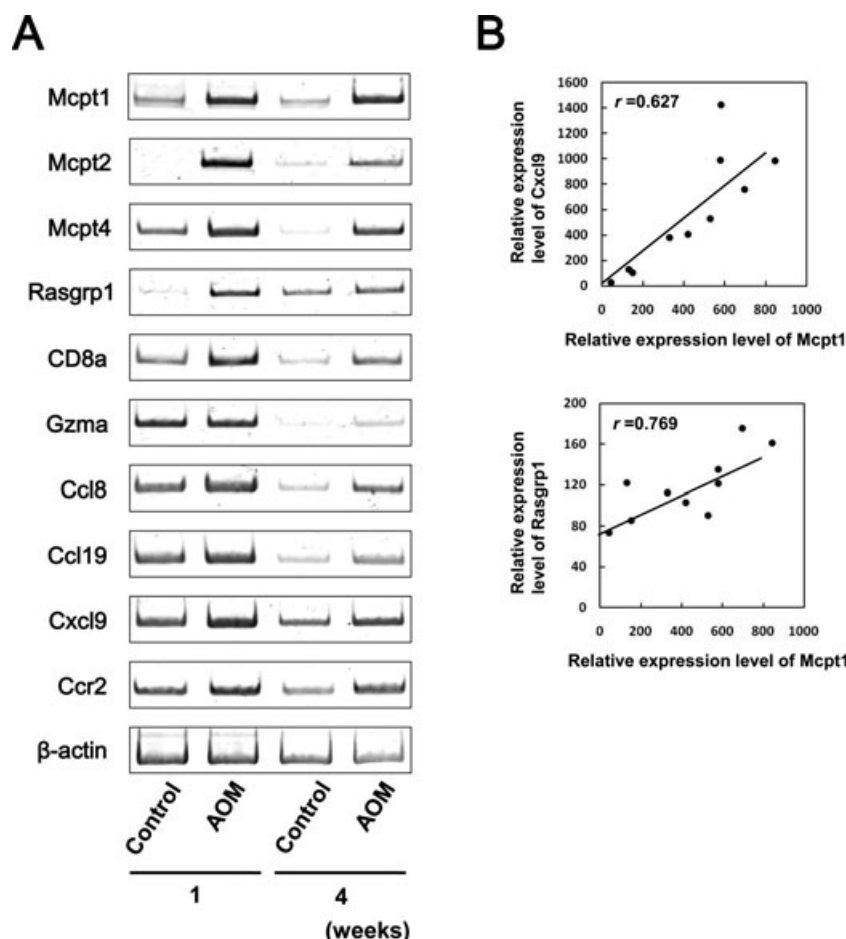 A
Mcpt1
Mcpt2
Mcpt4
Rasgrp1
CD8a
Gzma
Ccl8
Ccl19
Cxcl9
Ccr2
β-actin
Control
AOM
Control
AOM
1
4
(weeks)
B
r=0.627
Relative expression
level of Cxcl9
1600
1400
1200
1000
800
600
400
200
0
0 200 400 600 800 1000
Relative expression level of Mcpt1
r=0.769
Relative expression
level of Rasgrp1
200
160
120
80
40
0
0 200 400 600 800 1000
Relative expression level of Mcpt1